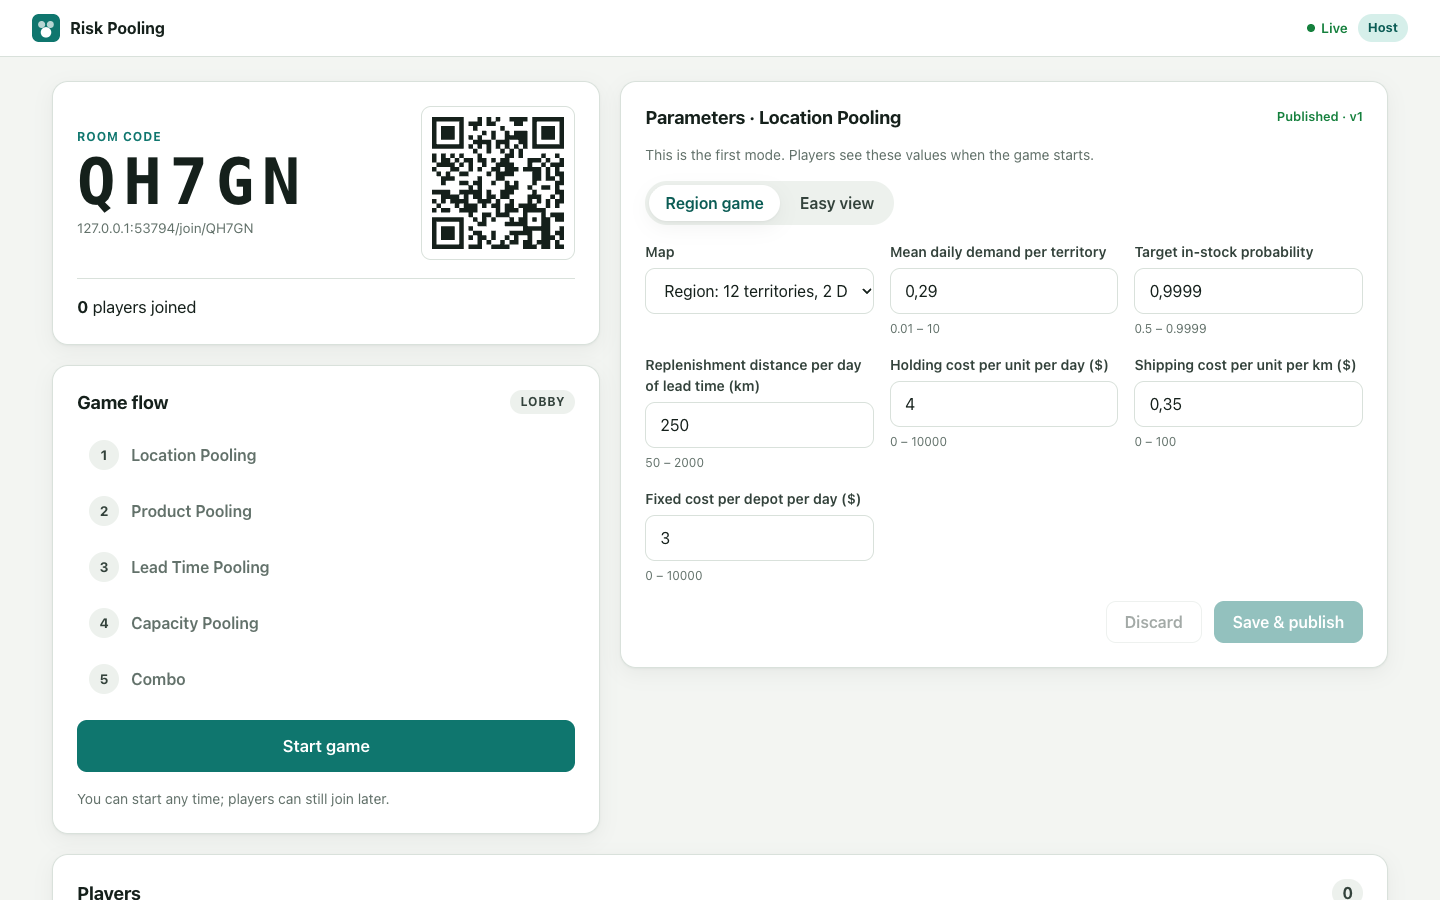 Risk Pooling
Live
Host
ROOM CODE
QH7GN
127.0.0.1:53794/join/QH7GN
0 players joined
Game flow
LOBBY
1 Location Pooling
2 Product Pooling
3 Lead Time Pooling
4 Capacity Pooling
5 Combo
Start game
You can start any time; players can still join later.
Parameters · Location Pooling
Published · v1
This is the first mode. Players see these values when the game starts.
Region game
Easy view
Map
Region: 12 territories, 2 D
Mean daily demand per territory
0,29
0.01 – 10
Target in-stock probability
0,9999
0.5 – 0.9999
Replenishment distance per day
of lead time (km)
250
50 – 2000
Holding cost per unit per day ($)
4
0 – 10000
Shipping cost per unit per km ($)
0,35
0 – 100
Fixed cost per depot per day ($)
3
0 – 10000
Discard
Save & publish
Players
0